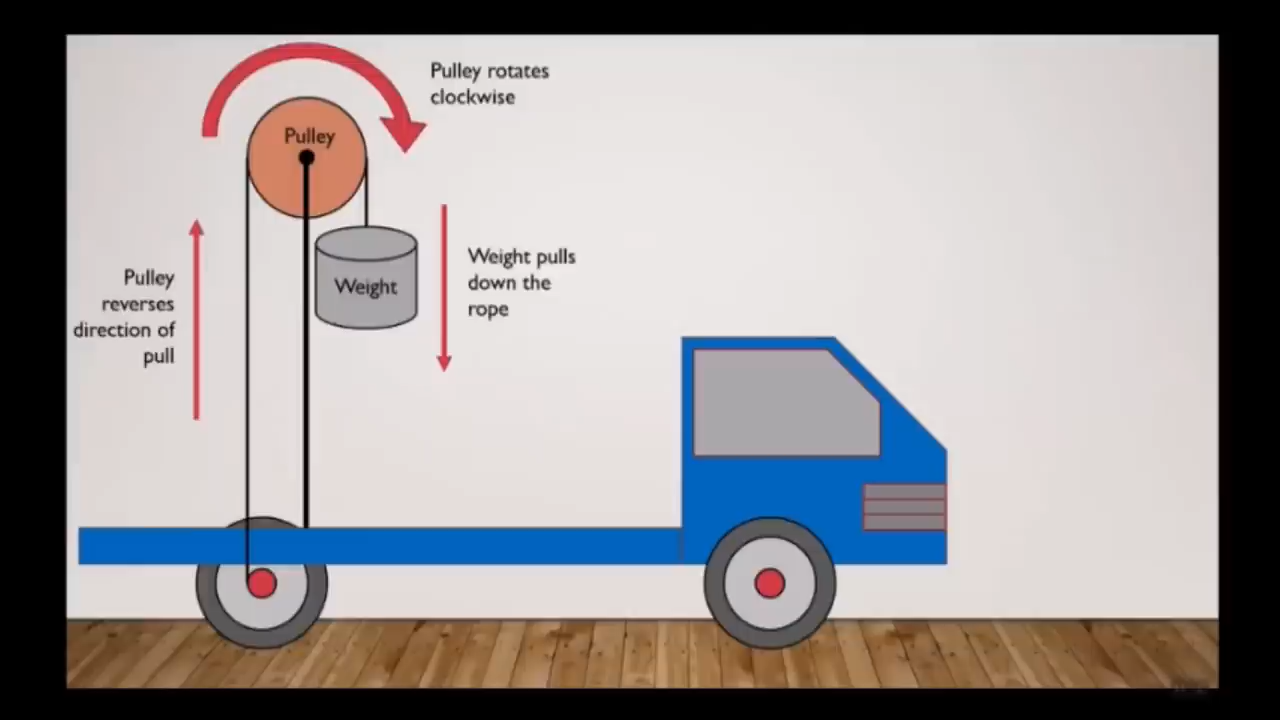 Pulley rotates
clockwise
Pulley
Pulley
reverses
direction of
pull
Weight
Weight pulls
down the
rope